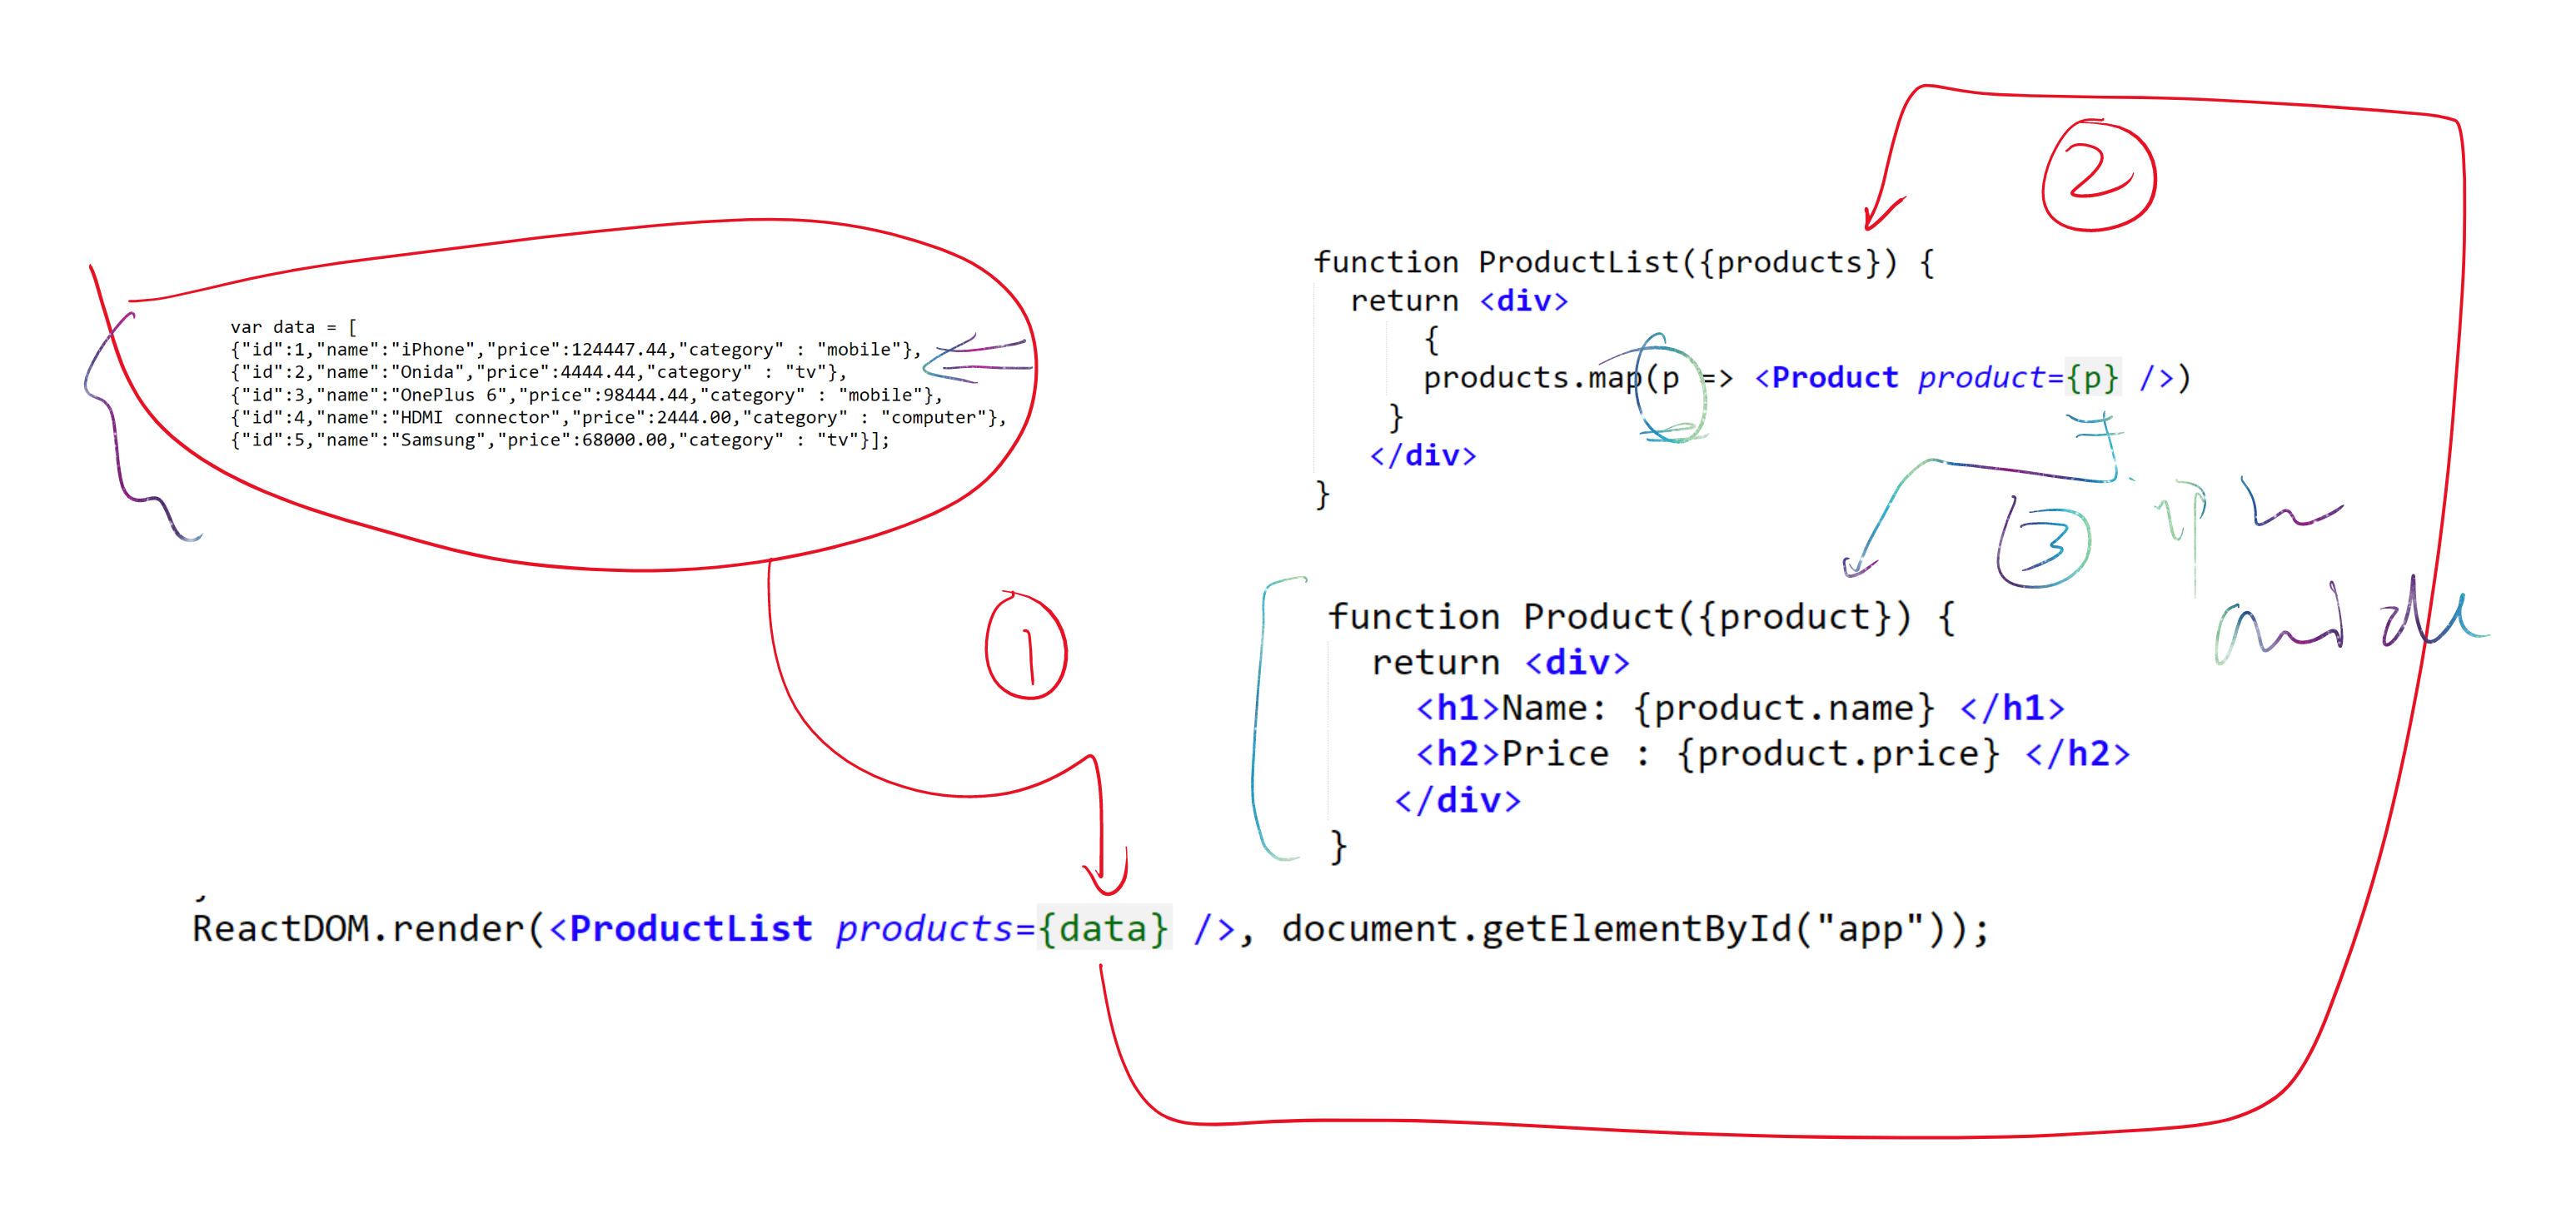 var data = [
{"id":1,"name":"iPhone","price":124447.44,"category" : "mobile"},
{"id":2,"name":"Onida","price":4444.44,"category" : "tv"},
{"id":3,"name":"OnePlus 6","price":98444.44,"category" : "mobile"},
{"id":4,"name":"HDMI connector","price":2444.00,"category" : "computer"},
{"id":5,"name":"Samsung","price":68000.00,"category" : "tv"}];
2
function ProductList({products}) {
return <div>
{
products.map(p => <Product product={p} />)
}
</div>
}
3
function Product({product}) {
return <div>
<h1>Name: {product.name} </h1>
<h2>Price : {product.price} </h2>
</div>
}
1
ReactDOM.render(<ProductList products={data} />, document.getElementById("app"));